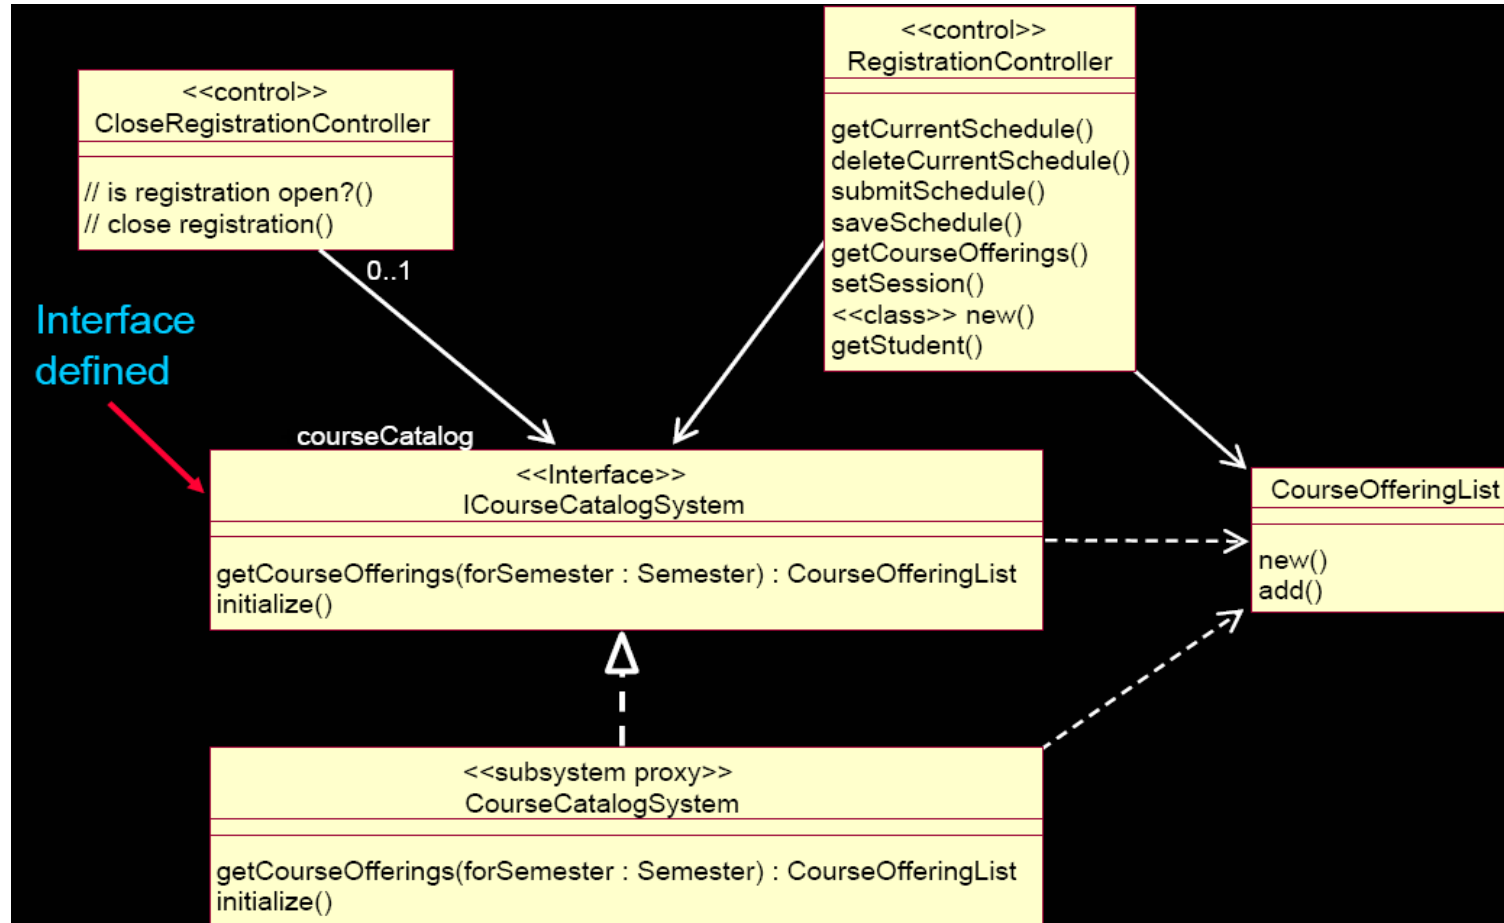 <<control>>
CloseRegistrationController
// is registration open?()
// close registration()
<<control>>
RegistrationController
getCurrentSchedule()
deleteCurrentSchedule()
submitSchedule()
saveSchedule()
getCourseOfferings()
setSession()
<<class>> new()
getStudent()
0..1
Interface
defined
courseCatalog
<<Interface>>
ICourseCatalogSystem
getCourseOfferings(forSemester : Semester) : CourseOfferingList
initialize()
CourseOfferingList
new()
add()
<<subsystem proxy>>
CourseCatalogSystem
getCourseOfferings(forSemester : Semester) : CourseOfferingList
initialize()